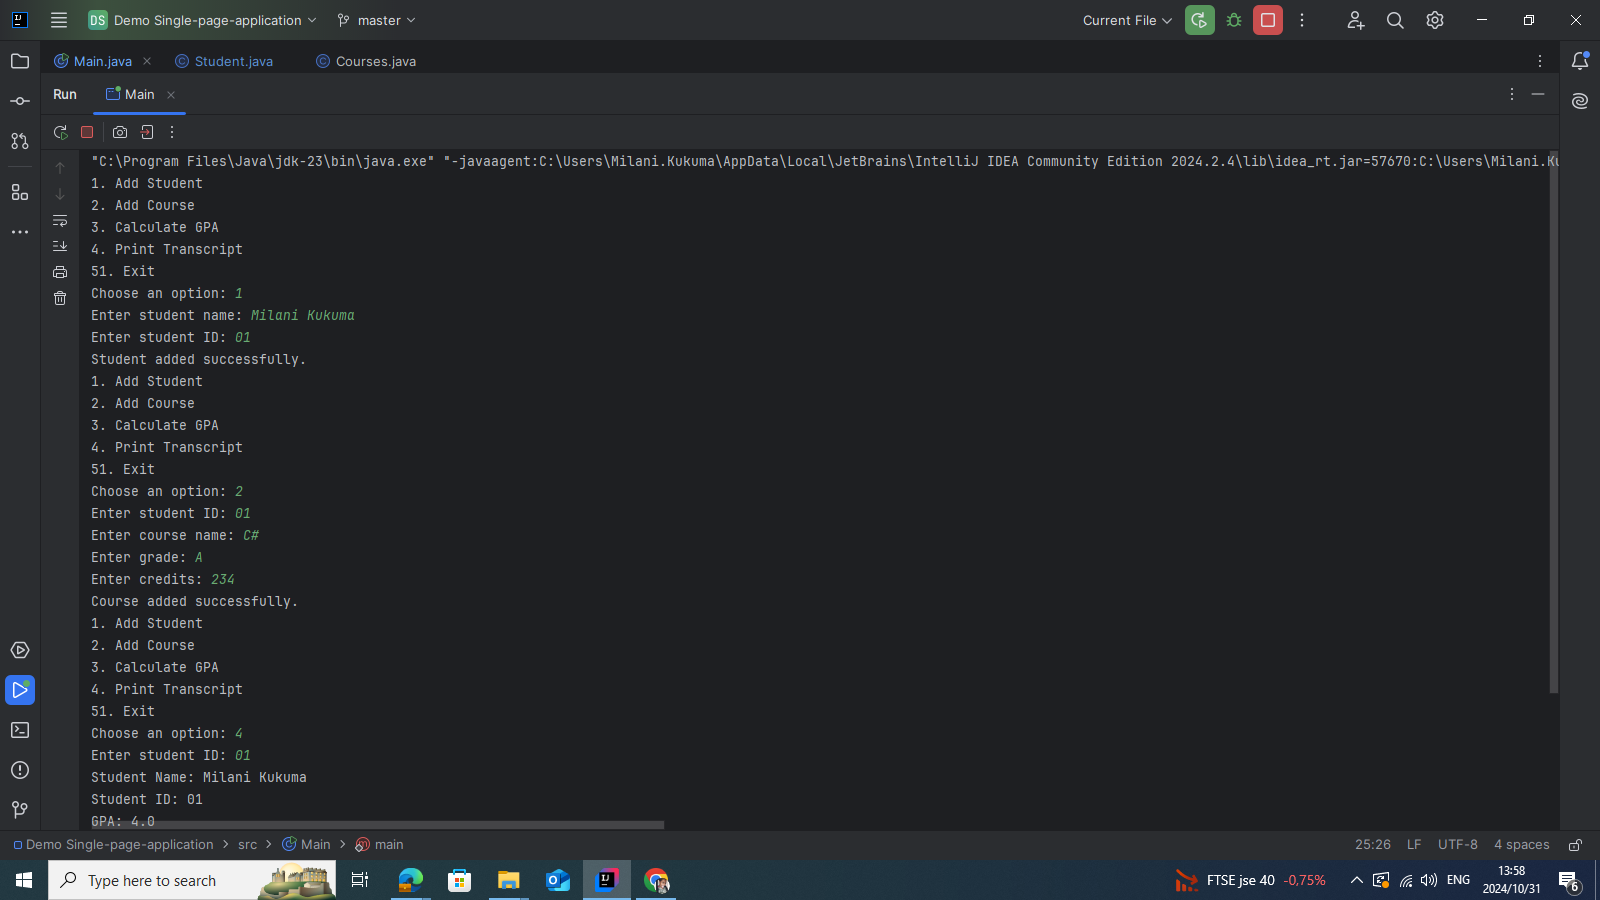 DS Demo Single-page-application master Current File
Main.java Student.java Courses.java
Run Main
"C:\Program Files\Java\jdk-23\bin\java.exe" "-javaagent:C:\Users\Milani.Kukuma\AppData\Local\JetBrains\IntelliJ IDEA Community Edition 2024.2.4\lib\idea_rt.jar=57670:C:\Users\Milani.Ku
1. Add Student
2. Add Course
3. Calculate GPA
4. Print Transcript
51. Exit
Choose an option: 1
Enter student name: Milani Kukuma
Enter student ID: 01
Student added successfully.
1. Add Student
2. Add Course
3. Calculate GPA
4. Print Transcript
51. Exit
Choose an option: 2
Enter student ID: 01
Enter course name: C#
Enter grade: A
Enter credits: 234
Course added successfully.
1. Add Student
2. Add Course
3. Calculate GPA
4. Print Transcript
51. Exit
Choose an option: 4
Enter student ID: 01
Student Name: Milani Kukuma
Student ID: 01
GPA: 4.0
Demo Single-page-application > src > Main > main 25:26 LF UTF-8 4 spaces
Type here to search FTSE jse 40 -0,75% ENG 13:58
2024/10/31 6